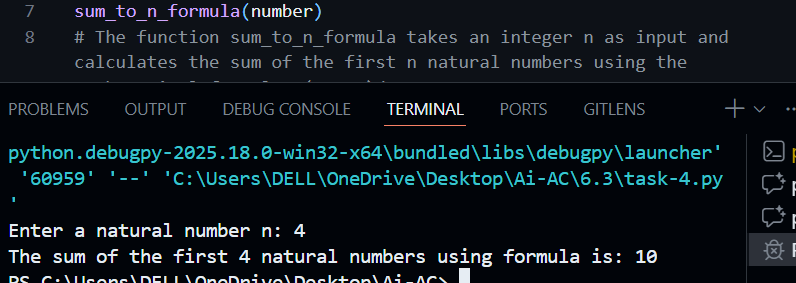 7 sum_to_n_formula(number)
8 # The function sum_to_n_formula takes an integer n as input and
calculates the sum of the first n natural numbers using the
PROBLEMS OUTPUT DEBUG CONSOLE TERMINAL PORTS GITLENS
python.debugpy-2025.18.0-win32-x64\bundled\libs\debugpy\launcher'
'60959' '--' 'C:\Users\DELL\OneDrive\Desktop\Ai-AC\6.3\task-4.py
'
Enter a natural number n: 4
The sum of the first 4 natural numbers using formula is: 10
PS C:\Users\DELL\OneDrive\Desktop\Ai-AC>